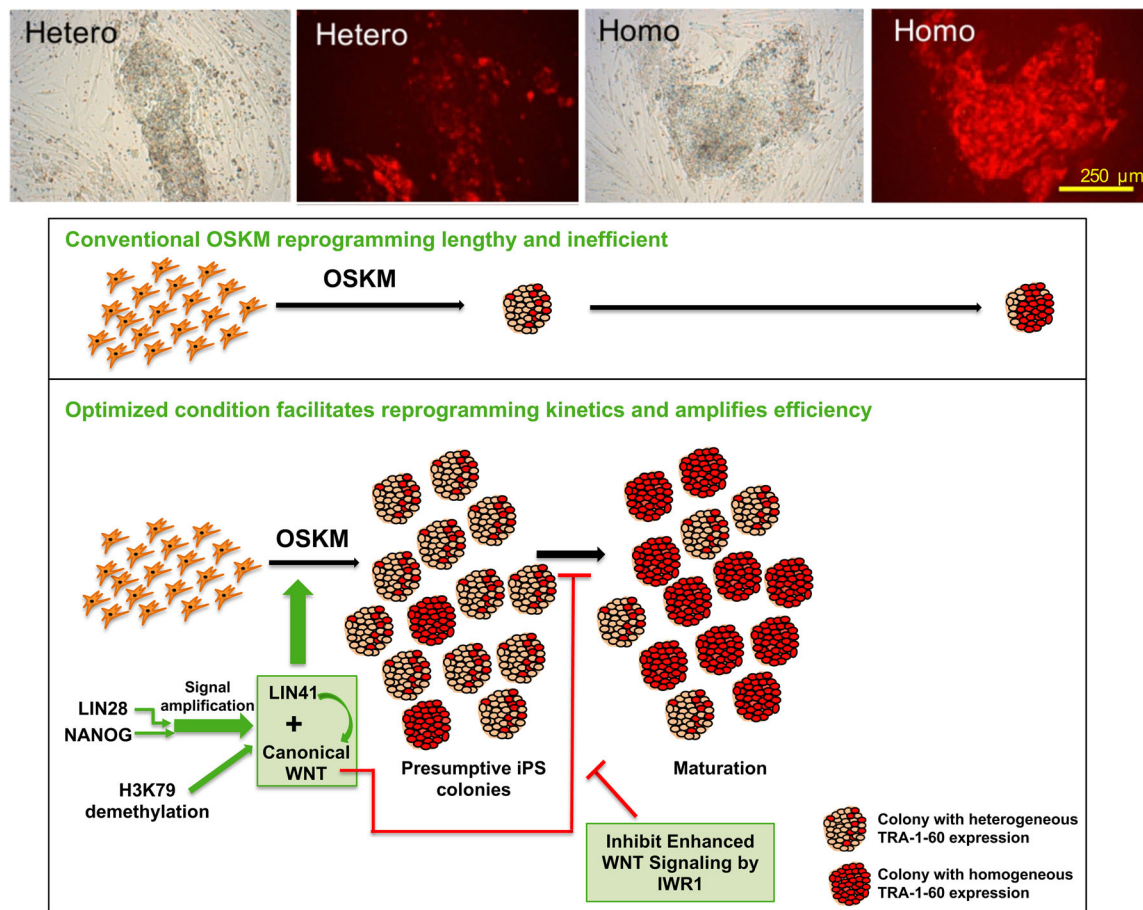 Hetero
Hetero
Homo
Homo
250 µm
Conventional OSKM reprogramming lengthy and inefficient
OSKM
Optimized condition facilitates reprogramming kinetics and amplifies efficiency
OSKM
Signal
amplification
LIN28
NANOG
H3K79
demethylation
LIN41
+
Canonical
WNT
Presumptive iPS
colonies
Maturation
Inhibit Enhanced
WNT Signaling by
IWR1
Colony with heterogeneous
TRA-1-60 expression
Colony with homogeneous
TRA-1-60 expression